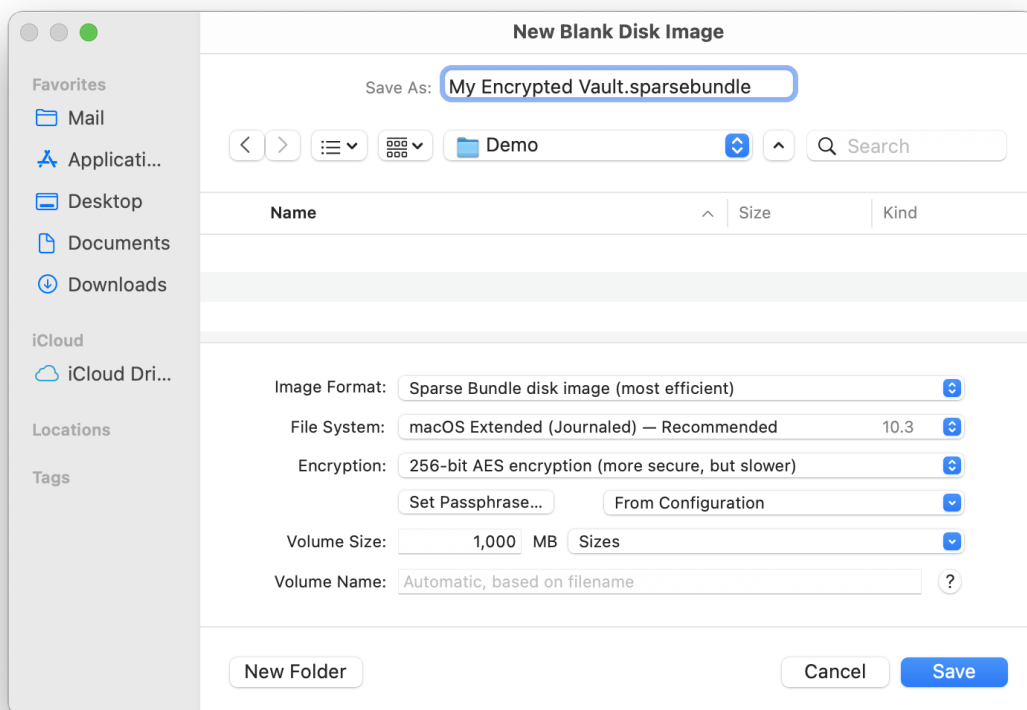 New Blank Disk Image
Save As: My Encrypted Vault.sparsebundle
Favorites
Mail
Applicati...
Desktop
Documents
Downloads
iCloud
iCloud Dri...
Locations
Tags
Demo
Search
Name Size Kind
Image Format: Sparse Bundle disk image (most efficient)
File System: macOS Extended (Journaled) — Recommended 10.3
Encryption: 256-bit AES encryption (more secure, but slower)
Set Passphrase... From Configuration
Volume Size: 1,000 MB Sizes
Volume Name: Automatic, based on filename ?
New Folder Cancel Save